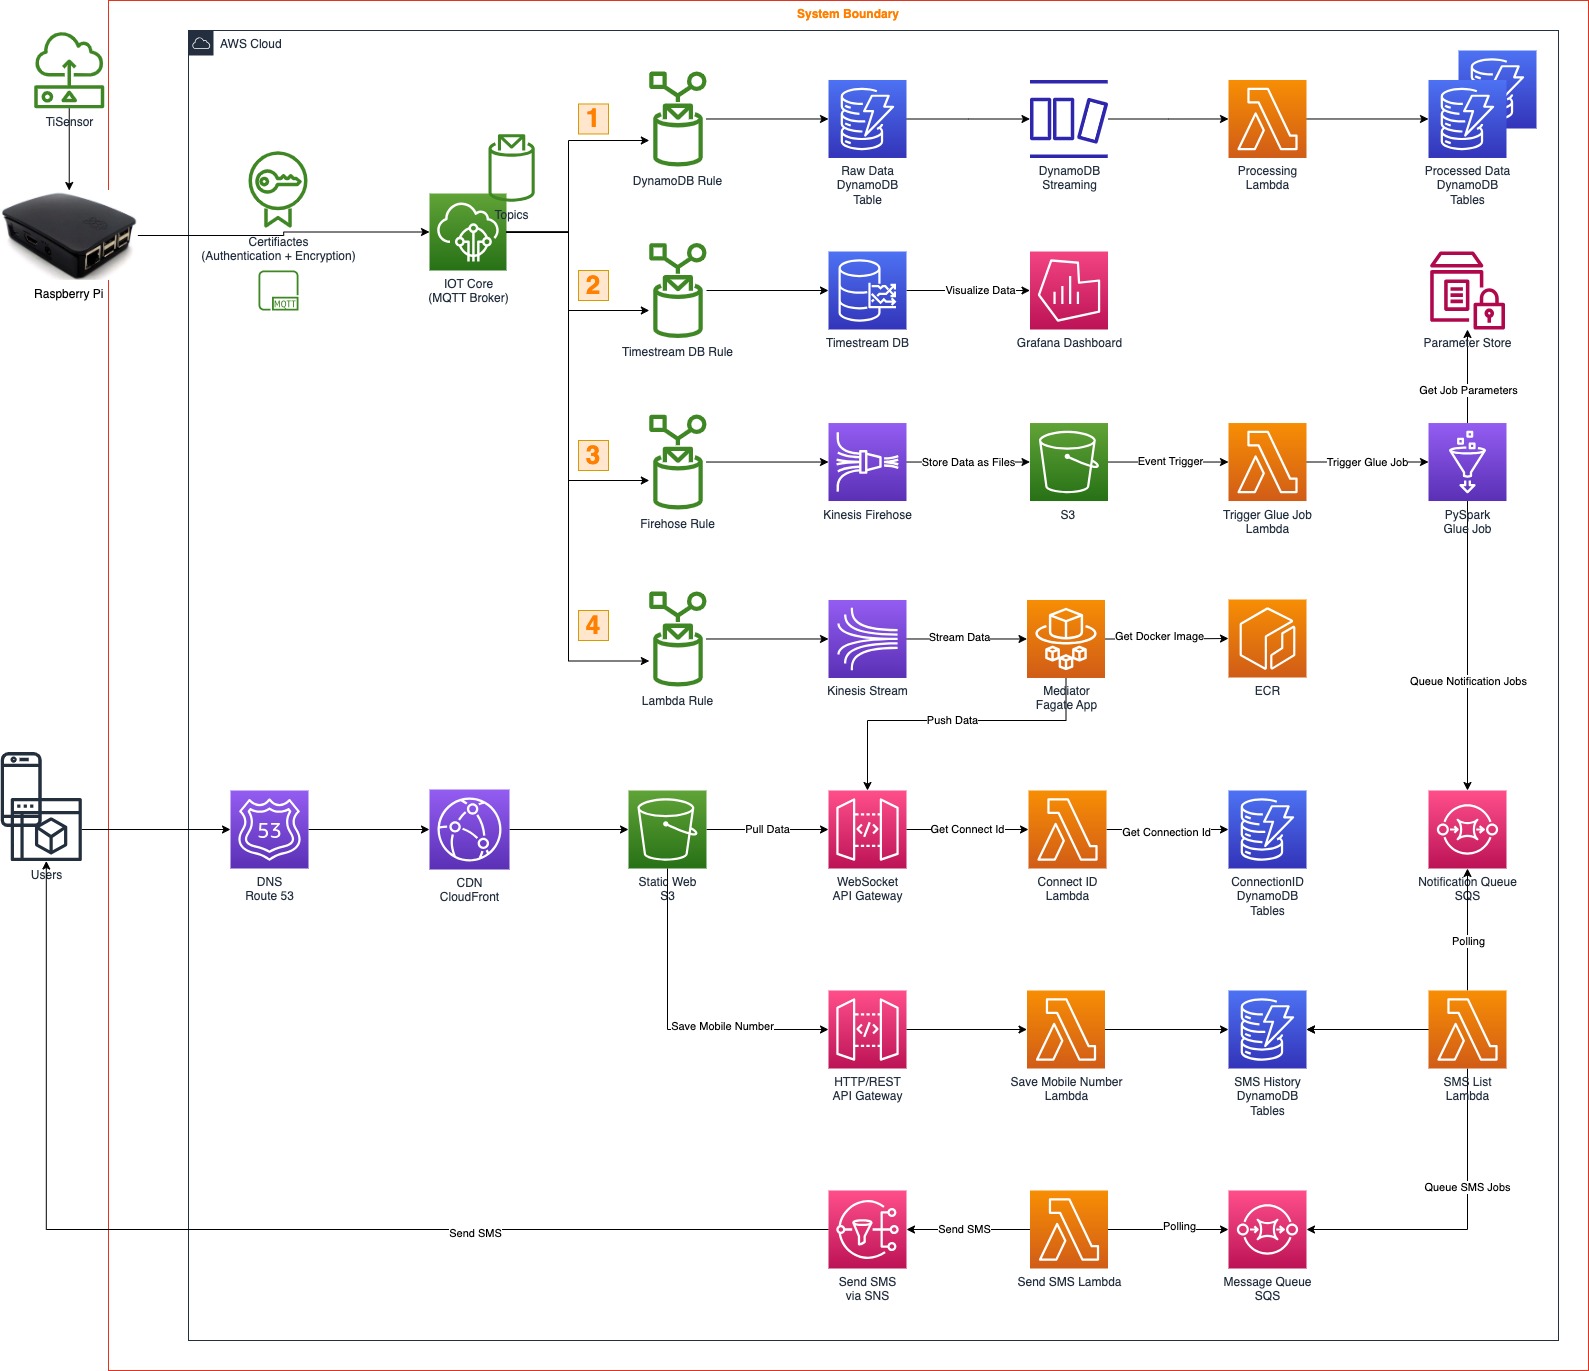 System Boundary
AWS Cloud
TiSensor
1
DynamoDB Rule
Raw Data
DynamoDB
Table
DynamoDB
Streaming
Processing
Lambda
Processed Data
DynamoDB
Tables
Topics
Certifiactes
(Authentication + Encryption)
MQTT
Raspberry Pi
IOT Core
(MQTT Broker)
2
Timestream DB Rule
Timestream DB
Visualize Data
Grafana Dashboard
Parameter Store
Get Job Parameters
3
Firehose Rule
Kinesis Firehose
Store Data as Files
S3
Event Trigger
Trigger Glue Job
Lambda
Trigger Glue Job
PySpark
Glue Job
4
Lambda Rule
Kinesis Stream
Stream Data
Mediator
Fagate App
Get Docker Image
ECR
Queue Notification Jobs
Push Data
Users
53
DNS
Route 53
CDN
CloudFront
Static Web
S3
Pull Data
</>
WebSocket
API Gateway
Get Connect Id
Connect ID
Lambda
Get Connection Id
ConnectionID
DynamoDB
Tables
Notification Queue
SQS
Polling
Save Mobile Number
</>
HTTP/REST
API Gateway
Save Mobile Number
Lambda
SMS History
DynamoDB
Tables
SMS List
Lambda
Queue SMS Jobs
Send SMS
Send SMS
via SNS
Send SMS
Send SMS Lambda
Polling
Message Queue
SQS